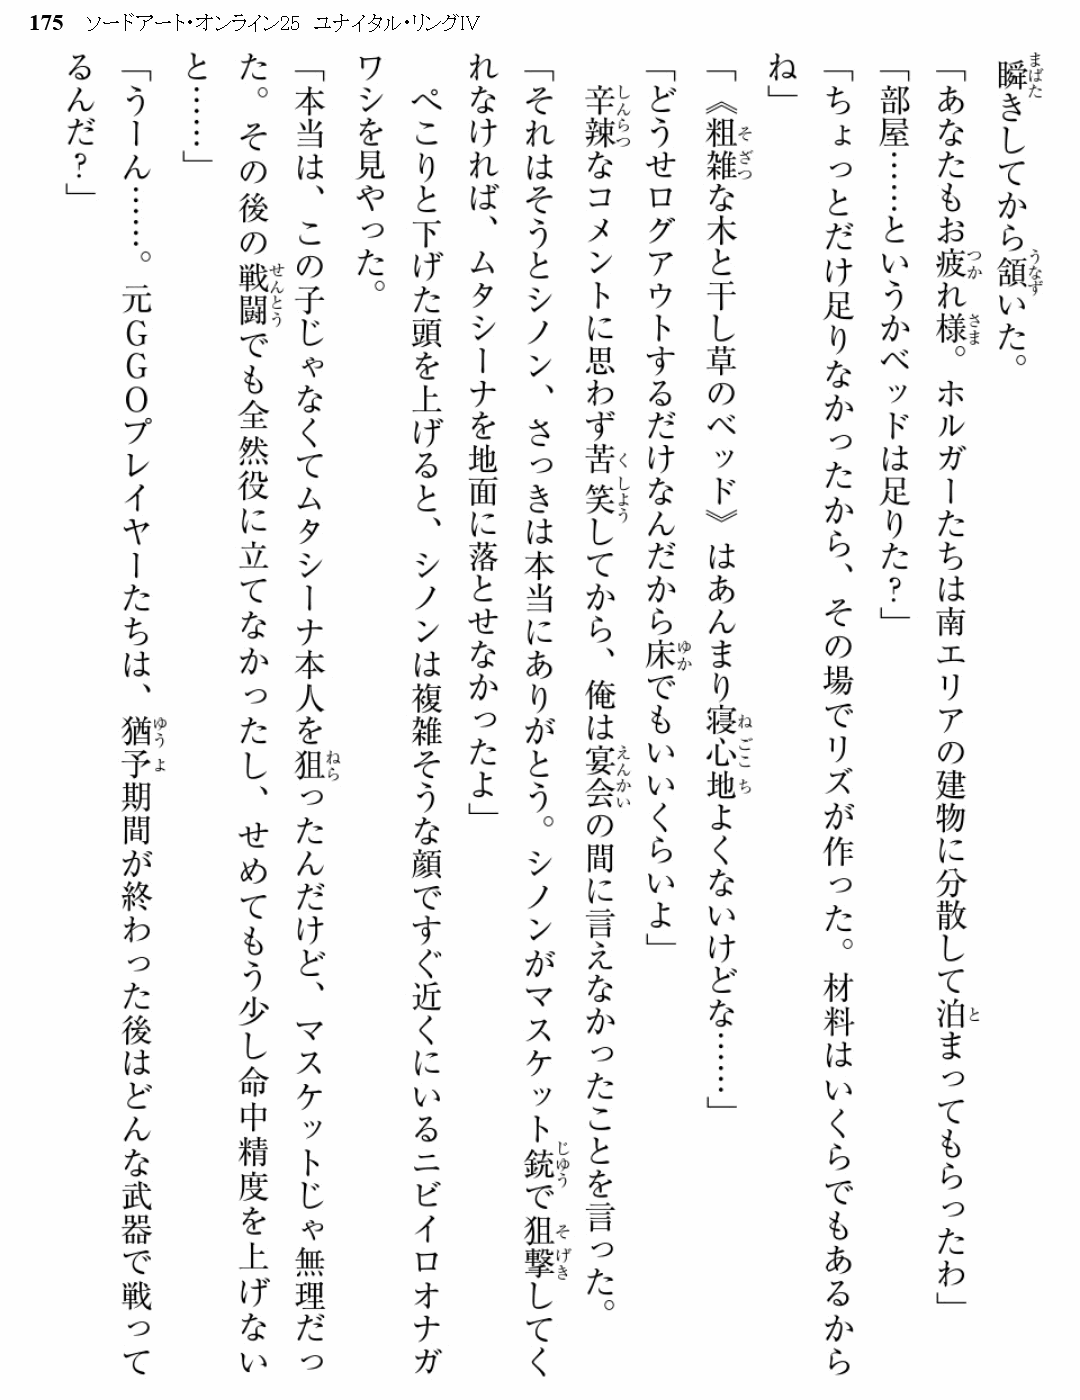 175 ソードアート・オンライン25 ユナイタル・リングIV
瞬きしてから頷いた。
「あなたもお疲れ様。ホルガーたちは南エリアの建物に分散して泊まってもらったわ」
「部屋……というかベッドは足りた?」
「ちょっとだけ足りなかったから、その場でリズが作った。材料はいくらでもあるから
ね」
「《粗雑な木と干し草のベッド》はあんまり寝心地よくないけどな……」
「どうせログアウトするだけなんだから床でもいいくらいよ」
辛辣なコメントに思わず苦笑してから、俺は宴会の間に言えなかったことを言った。
「それはそうとシノン、さっきは本当にありがとう。シノンがマスケット銃で狙撃してく
れなければ、ムタシーナを地面に落とせなかったよ」
ぺこりと下げた頭を上げると、シノンは複雑そうな顔ですぐ近くにいるニビイロオナガ
ワシを見やった。
「本当は、この子じゃなくてムタシーナ本人を狙ったんだけど、マスケットじゃ無理だっ
た。その後の戦闘でも全然役に立てなかったし、せめてもう少し命中精度を上げない
と……」
「うーん……。元GGOプレイヤーたちは、猶予期間が終わった後はどんな武器で戦って
るんだ?」